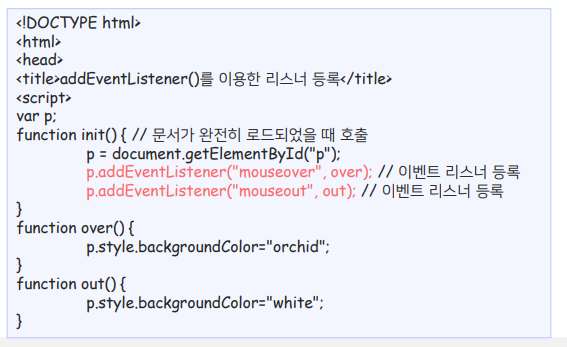 <!DOCTYPE html>
<html>
<head>
<title>addEventListener()를 이용한 리스너 등록</title>
<script>
var p;
function init() { // 문서가 완전히 로드되었을 때 호출
p = document.getElementById("p");
p.addEventListener("mouseover", over); // 이벤트 리스너 등록
p.addEventListener("mouseout", out); // 이벤트 리스너 등록
}
function over() {
p.style.backgroundColor="orchid";
}
function out() {
p.style.backgroundColor="white";
}